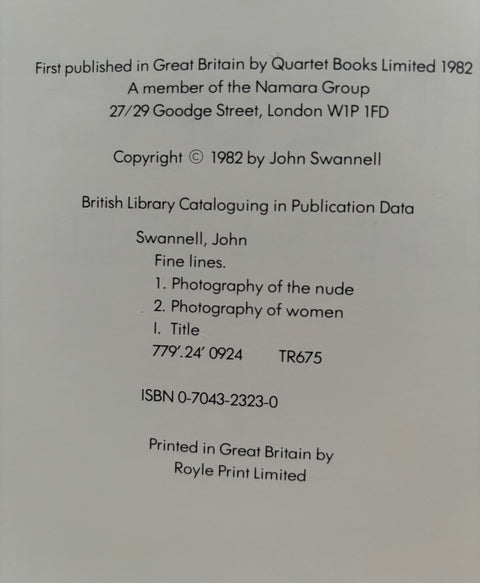 First published in Great Britain by Quartet Books Limited 1982
A member of the Namara Group
27/29 Goodge Street, London W1P 1FD
Copyright © 1982 by John Swannell
British Library Cataloguing in Publication Data
Swannell, John
Fine lines.
1. Photography of the nude
2. Photography of women
I. Title
779′.24′ 0924 TR675
ISBN 0-7043-2323-0
Printed in Great Britain by
Royle Print Limited